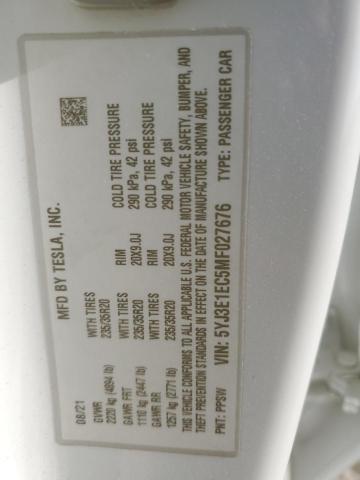 MFD BY TESLA, INC.
08/21
GVWR
2220 kg (4894 lb)
WITH TIRES
235/35R20
COLD TIRE PRESSURE
290 kPa, 42 psi
GAWR FRT
1110 kg (2447 lb)
WITH TIRES
235/35R20
RIM
20X9.0J
COLD TIRE PRESSURE
290 kPa, 42 psi
GAWR RR
1257 kg (2771 lb)
WITH TIRES
235/35R20
RIM
20X9.0J
THIS VEHICLE CONFORMS TO ALL APPLICABLE U.S. FEDERAL MOTOR VEHICLE SAFETY, BUMPER, AND
THEFT PREVENTION STANDARDS IN EFFECT ON THE DATE OF MANUFACTURE SHOWN ABOVE.
VIN: 5YJ3E1EC5MF027676 TYPE: PASSENGER CAR
PNT: PPSW